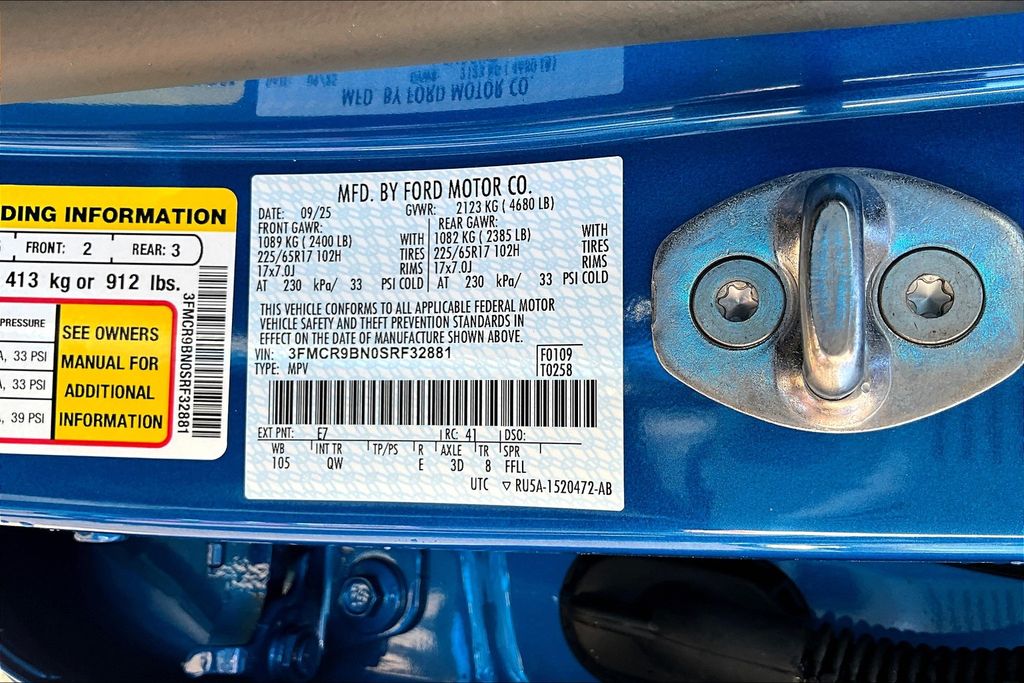 DING INFORMATION
FRONT: 2
REAR: 3
413 kg or 912 lbs.
PRESSURE
, 33 PSI
, 33 PSI
, 39 PSI
SEE OWNERS
MANUAL FOR
ADDITIONAL
INFORMATION
3FMCR9BN0SRF32881
MFD. BY FORD MOTOR CO.
DATE: 09/25 GVWR: 2123 KG ( 4680 LB)
FRONT GAWR:
1089 KG ( 2400 LB) WITH
225/65R17 102H TIRES
17x7.0J RIMS
AT 230 kPa/ 33 PSI COLD
REAR GAWR:
1082 KG ( 2385 LB) WITH
225/65R17 102H TIRES
17x7.0J RIMS
AT 230 kPa/ 33 PSI COLD
THIS VEHICLE CONFORMS TO ALL APPLICABLE FEDERAL MOTOR
VEHICLE SAFETY AND THEFT PREVENTION STANDARDS IN
EFFECT ON THE DATE OF MANUFACTURE SHOWN ABOVE.
VIN: 3FMCR9BN0SRF32881 F0109
TYPE: MPV T0258
EXT PNT: E7 RC: 41 DSO:
WB INT TR TP/PS R AXLE TR SPR
105 QW E 3D 8 FFLL
UTC ▽ RU5A-1520472-AB